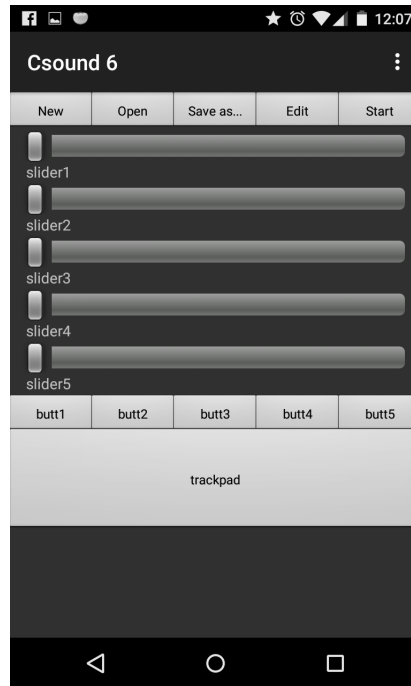 12:07
Csound 6
New Open Save as... Edit Start
slider1
slider2
slider3
slider4
slider5
butt1 butt2 butt3 butt4 butt5
trackpad